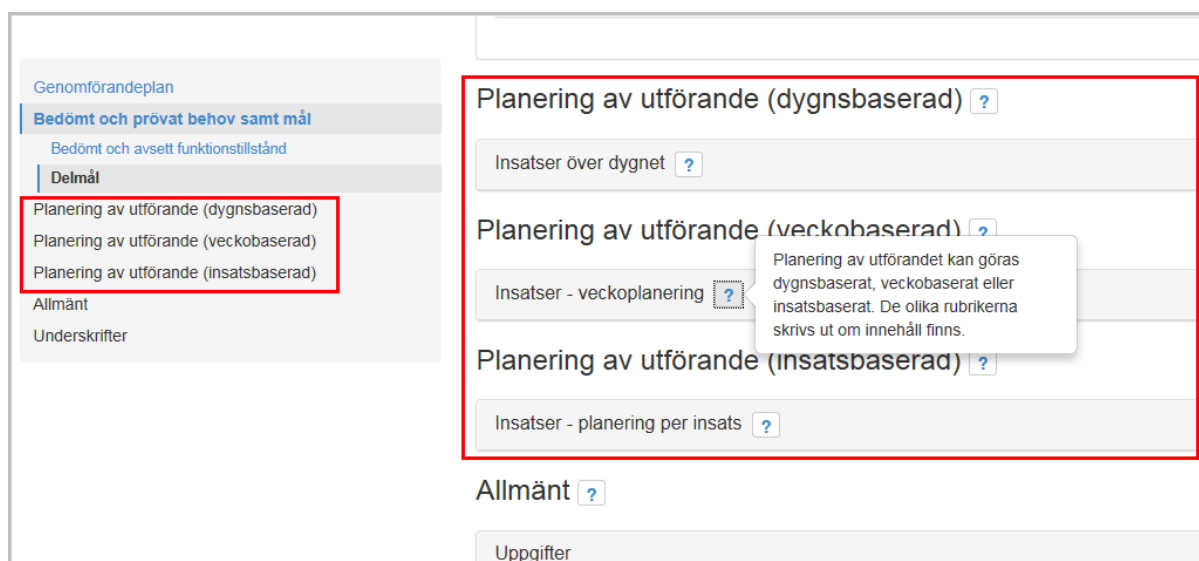 Genomförandeplan
Bedömt och prövat behov samt mål
Bedömt och avsett funktionstillstånd
Delmål
Planering av utförande (dygnsbaserad)
Planering av utförande (veckobaserad)
Planering av utförande (insatsbaserad)
Allmänt
Underskrifter
Planering av utförande (dygnsbaserad) ?
Insatser över dygnet ?
Planering av utförande (veckobaserad) ?
Insatser - veckoplanering ?
Planering av utförandet kan göras
dygnsbaserat, veckobaserat eller
insatsbaserat. De olika rubrikerna
skrivs ut om innehåll finns.
Planering av utförande (insatsbaserad) ?
Insatser - planering per insats ?
Allmänt ?
Uppgifter